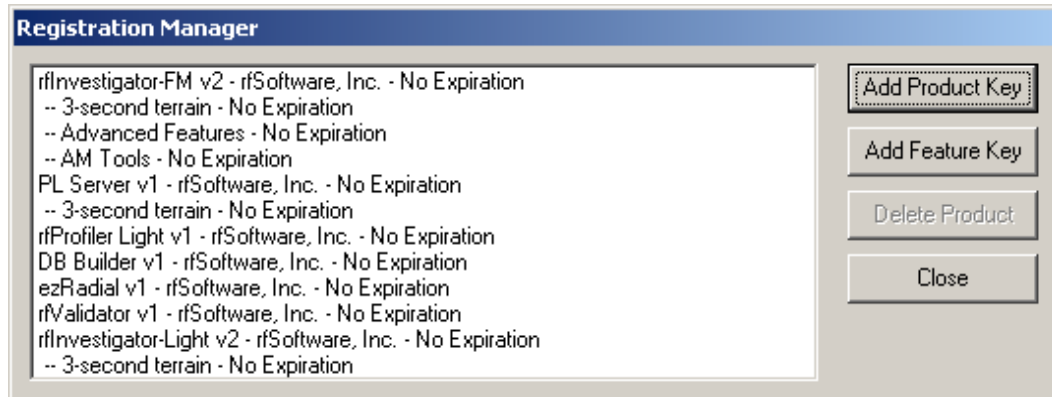 Registration Manager
rfInvestigator-FM v2 - rfSoftware, Inc. - No Expiration
-- 3-second terrain - No Expiration
-- Advanced Features - No Expiration
-- AM Tools - No Expiration
PL Server v1 - rfSoftware, Inc. - No Expiration
-- 3-second terrain - No Expiration
rfProfiler Light v1 - rfSoftware, Inc. - No Expiration
DB Builder v1 - rfSoftware, Inc. - No Expiration
ezRadial v1 - rfSoftware, Inc. - No Expiration
rfValidator v1 - rfSoftware, Inc. - No Expiration
rfInvestigator-Light v2 - rfSoftware, Inc. - No Expiration
-- 3-second terrain - No Expiration
Add Product Key
Add Feature Key
Delete Product
Close